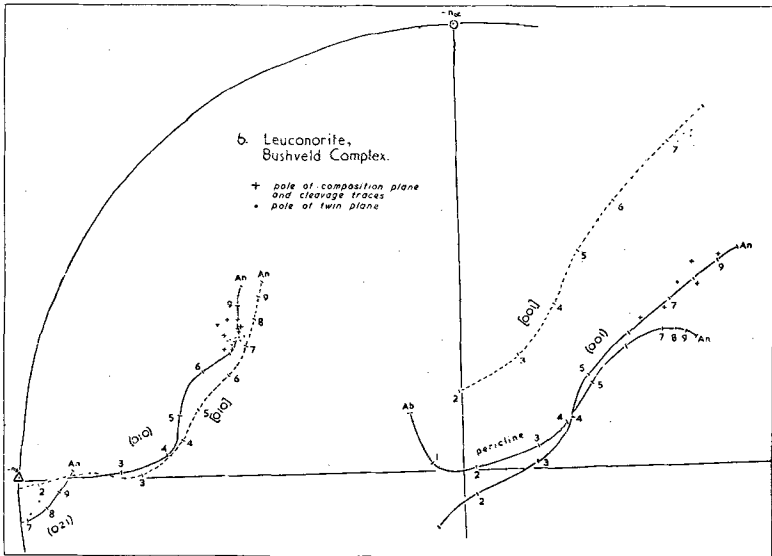 -nα
6. Leuconorite,
Bushveld Complex.
+ pole of composition plane
and cleavage traces
• pole of twin plane
7
6
5
[001]
4
3
2
An
9
7
(001)
5
An
7 8 9
5
4
4
Ab
pericline
3
3
1
2
2
An
An
9
9
8
7
6
6
5
5
(010)
[010]
4
4
3
3
An
2
9
8
7
(021)